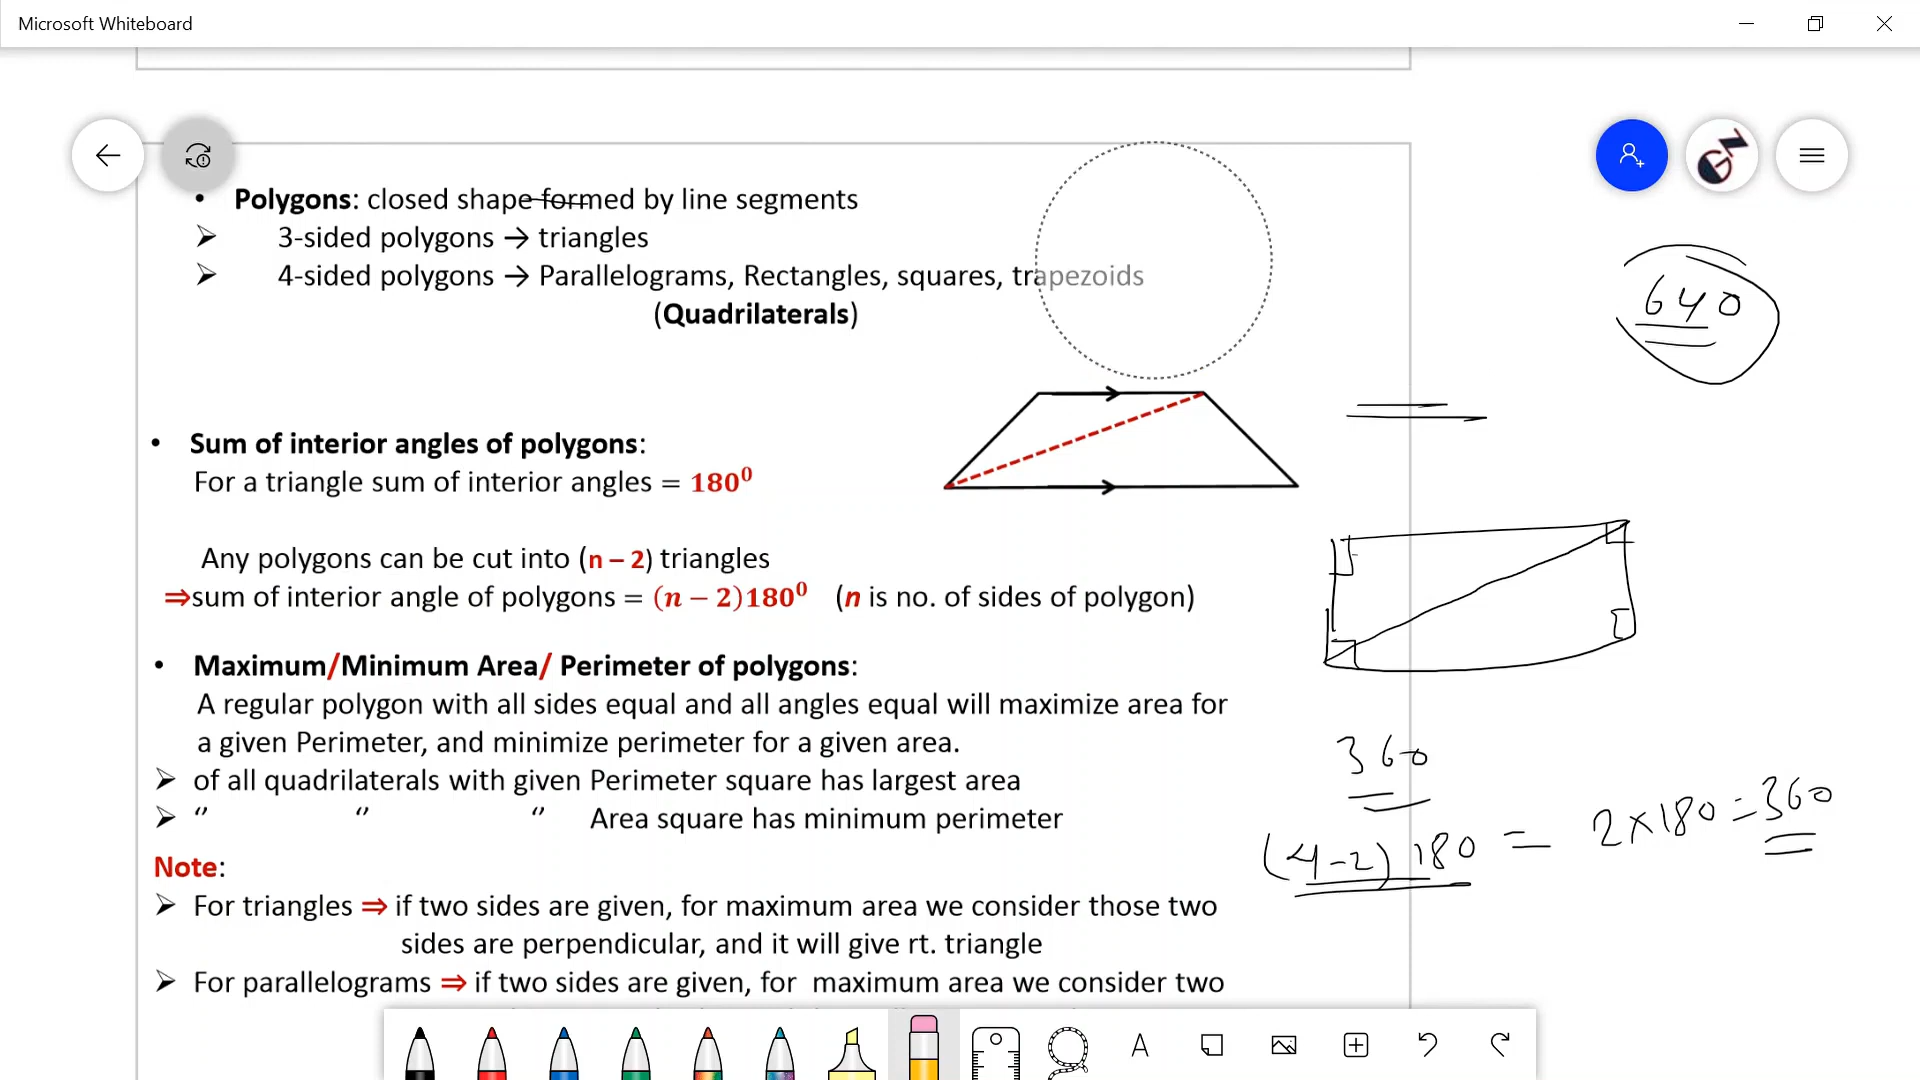 Microsoft Whiteboard
• Polygons: closed shape formed by line segments
➢ 3-sided polygons → triangles
➢ 4-sided polygons → Parallelograms, Rectangles, squares, trapezoids
(Quadrilaterals)
640
• Sum of interior angles of polygons:
For a triangle sum of interior angles = 180⁰
Any polygons can be cut into (n – 2) triangles
⇒sum of interior angle of polygons = (n − 2)180⁰ (n is no. of sides of polygon)
• Maximum/Minimum Area/ Perimeter of polygons:
A regular polygon with all sides equal and all angles equal will maximize area for
a given Perimeter, and minimize perimeter for a given area.
➢ of all quadrilaterals with given Perimeter square has largest area
➢ “ “ “ Area square has minimum perimeter
360
(4-2) 180 = 2×180 = 360
Note:
➢ For triangles ⇒ if two sides are given, for maximum area we consider those two
sides are perpendicular, and it will give rt. triangle
➢ For parallelograms ⇒ if two sides are given, for maximum area we consider two
A